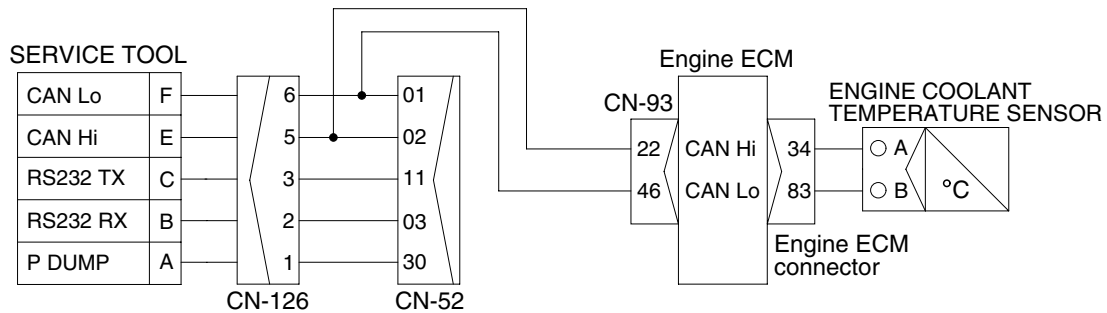 SERVICE TOOL
CAN Lo F
CAN Hi E
RS232 TX C
RS232 RX B
P DUMP A
6
5
3
2
1
CN-126
01
02
11
03
30
CN-52
Engine ECM
CN-93
22 CAN Hi 34
46 CAN Lo 83
Engine ECM
connector
ENGINE COOLANT
TEMPERATURE SENSOR
A
B
°C